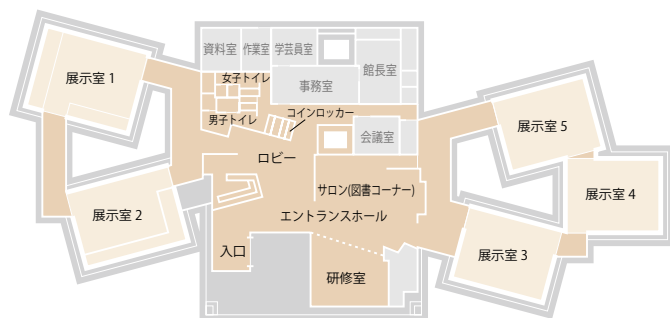 資料室
作業室
学芸員室
館長室
事務室
展示室 1
女子トイレ
コインロッカー
男子トイレ
会議室
展示室 5
ロビー
サロン(図書コーナー)
展示室 4
展示室 2
エントランスホール
入口
展示室 3
研修室